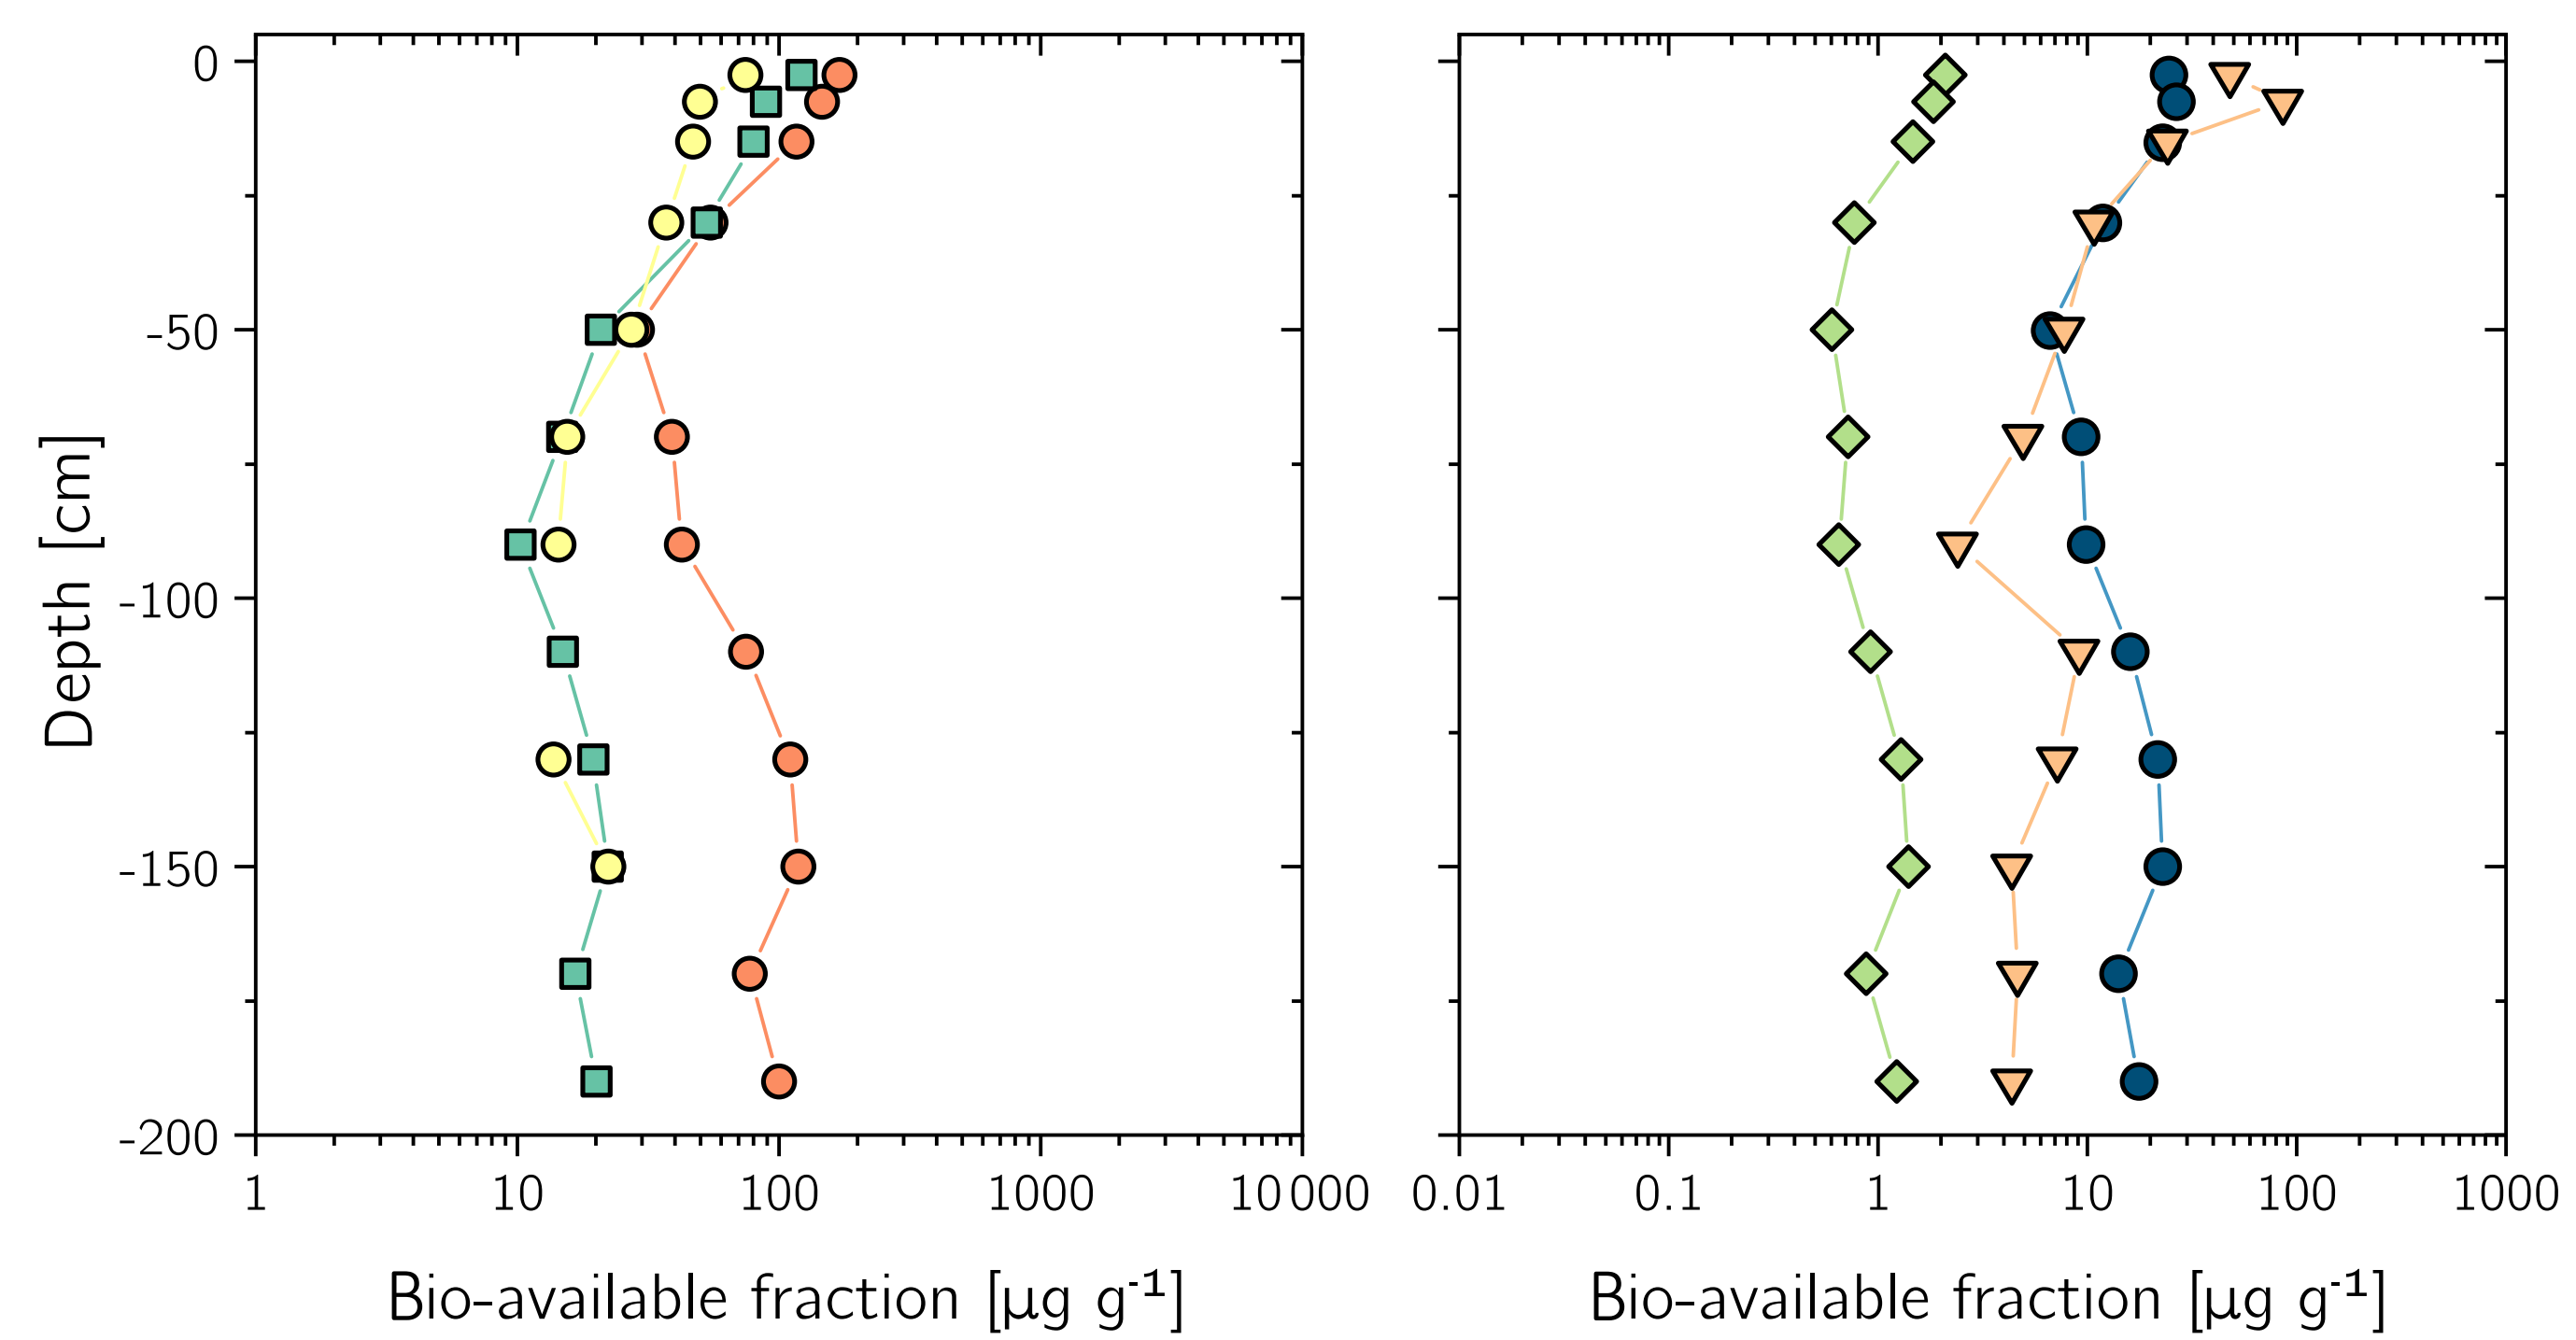 Depth [cm]
0
-50
-100
-150
-200
1 10 100 1000 10 000
Bio-available fraction [µg g⁻¹]
0.01 0.1 1 10 100 1000
Bio-available fraction [µg g⁻¹]